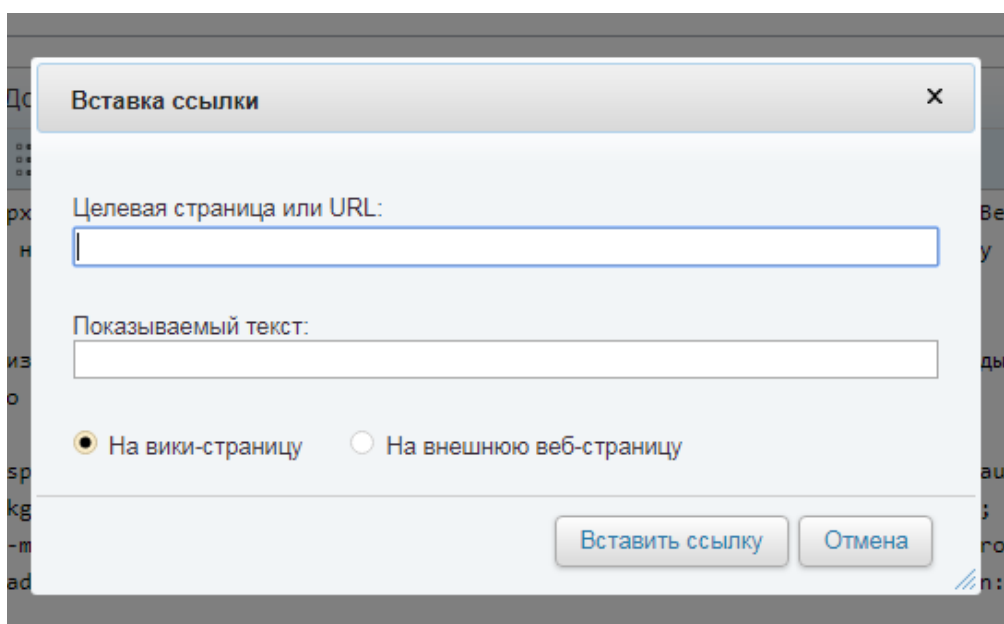 Вставка ссылки
Целевая страница или URL:
Показываемый текст:
На вики-страницу На внешнюю веб-страницу
Вставить ссылку Отмена